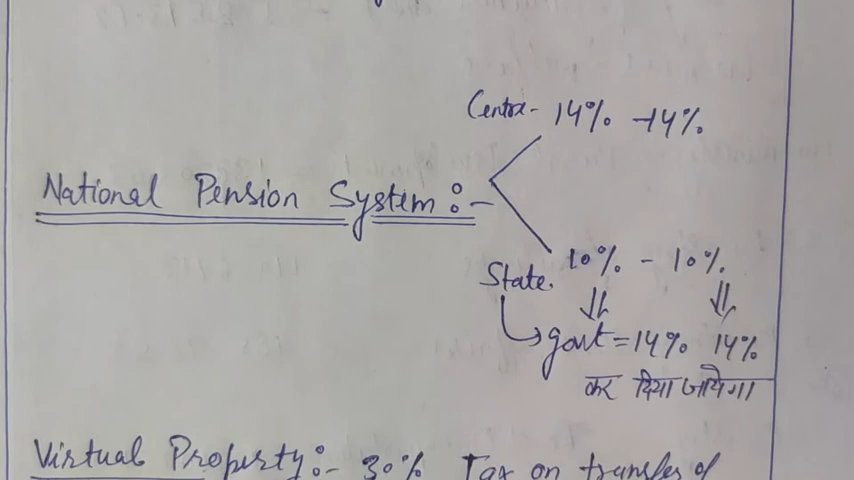 Centre- 14% -14%
National Pension System :-
State. 10% - 10%.
govt = 14% 14%
कर दिया जायेगा
Virtual Property:- 30% Tax on transfer of